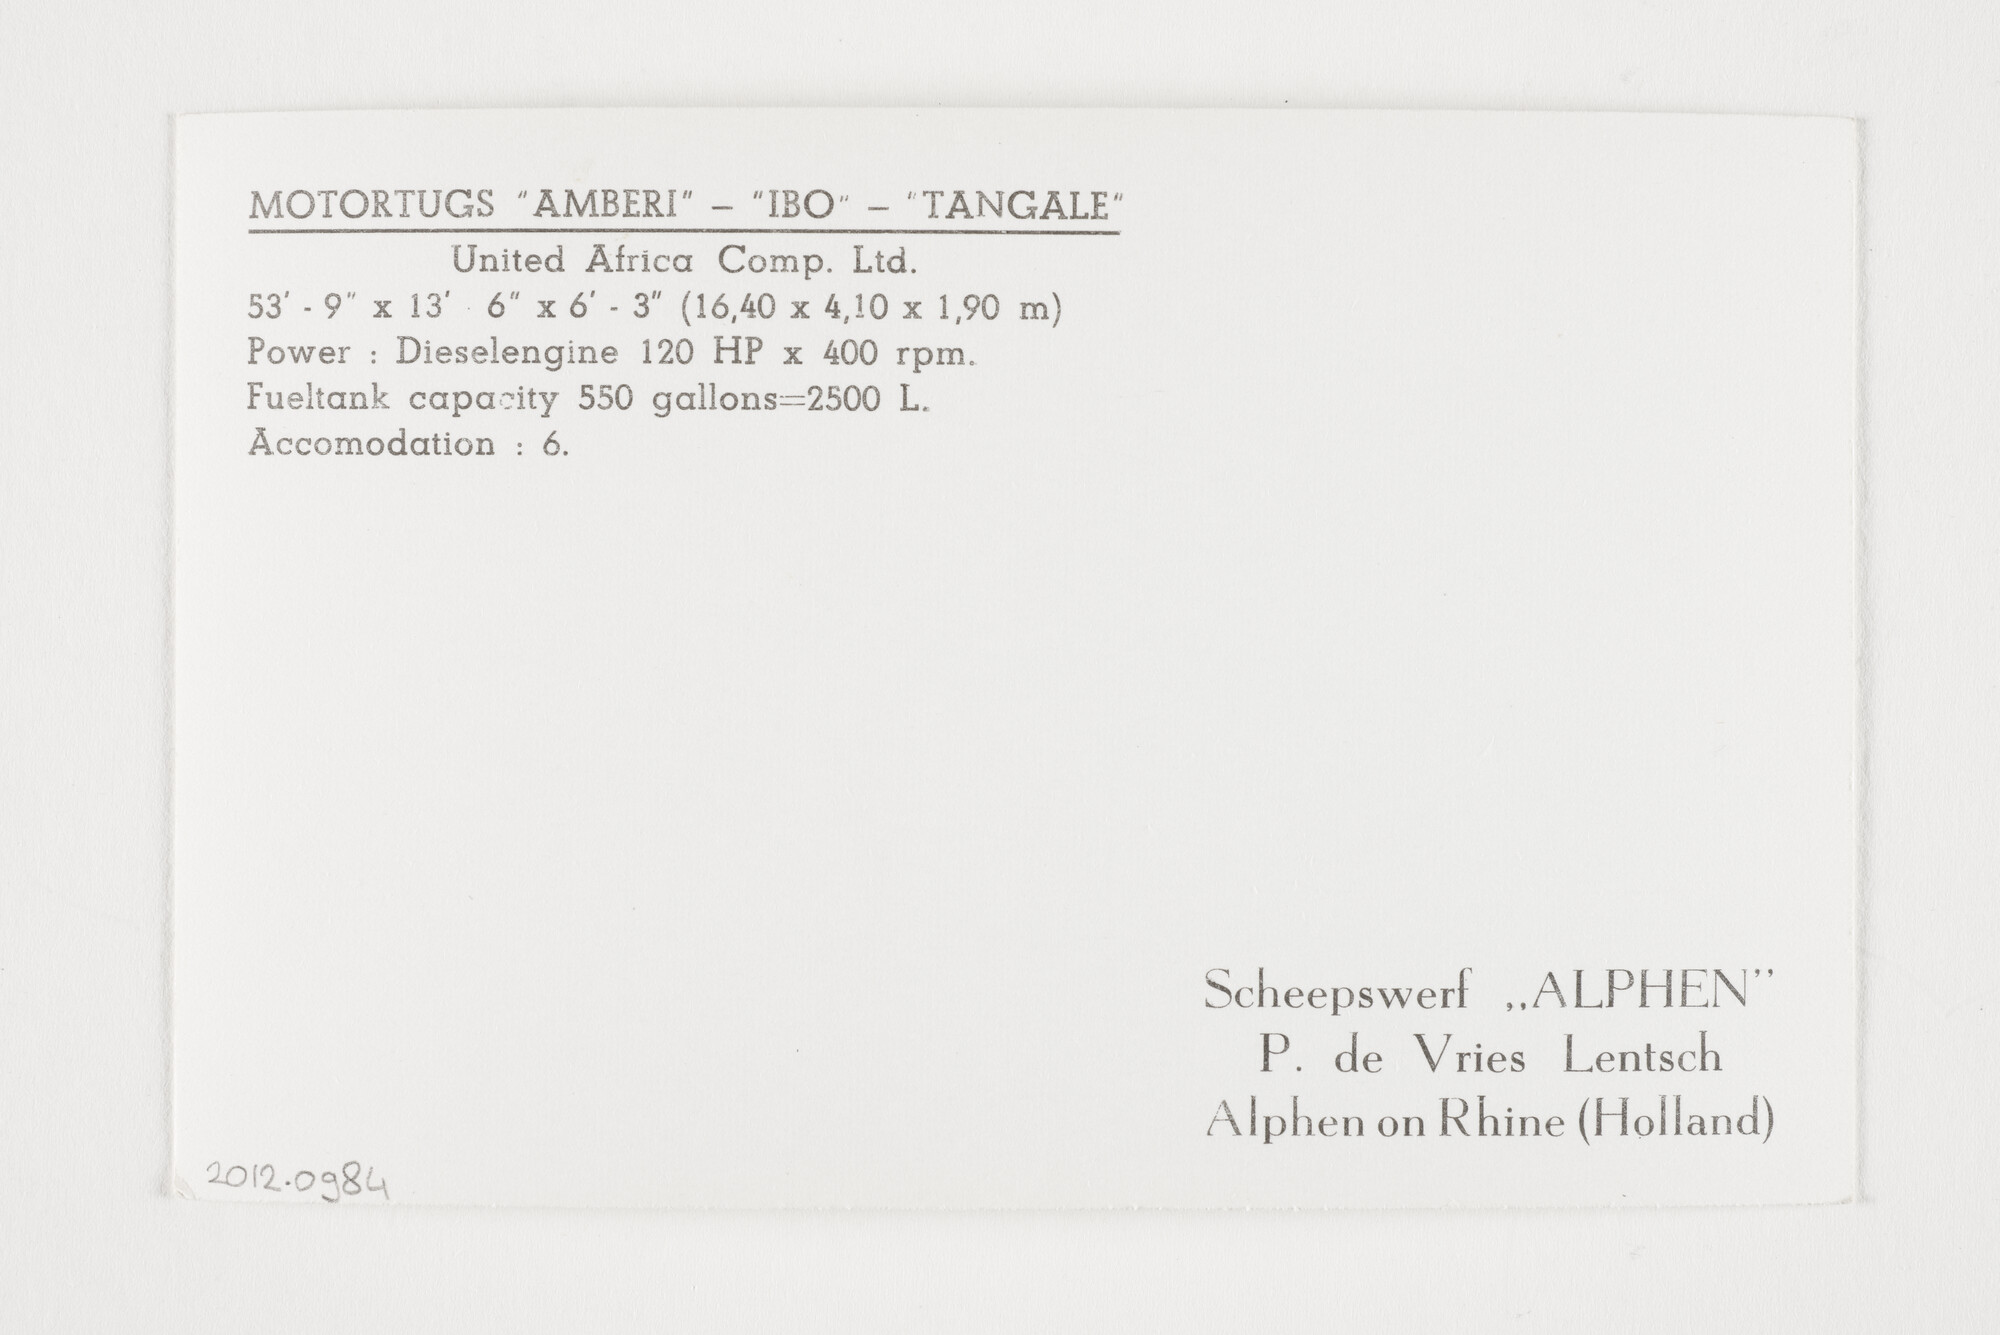 MOTORTUGS "AMBERI" – "IBO" – "TANGALE"
United Africa Comp. Ltd.
53' - 9" x 13' - 6" x 6' - 3" (16,40 x 4,10 x 1,90 m)
Power : Dieselengine 120 HP x 400 rpm.
Fueltank capacity 550 gallons=2500 L.
Accomodation : 6.
Scheepswerf ,,ALPHEN''
P. de Vries Lentsch
Alphen on Rhine (Holland)
2012.0984